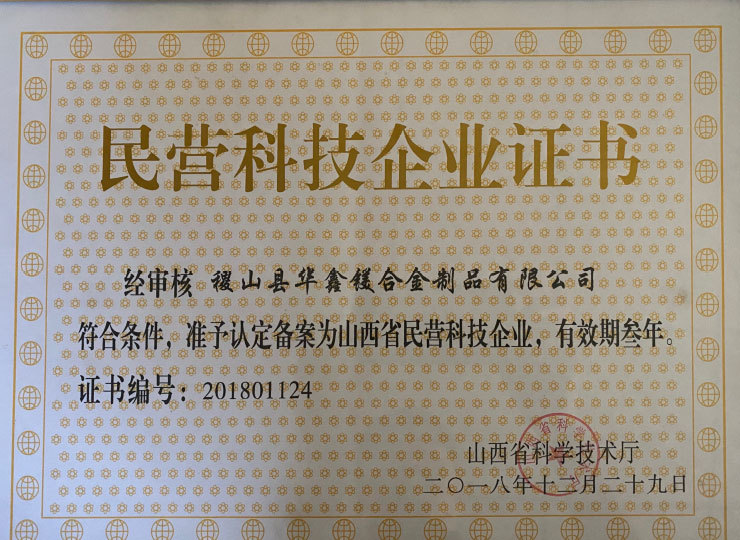 民营科技企业证书
经审核 稷山县华鑫镁合金制品有限公司
符合条件，准予认定备案为山西省民营科技企业，有效期叁年。
证书编号：201801124
山西省科学技术厅
二〇一八年十二月二十九日